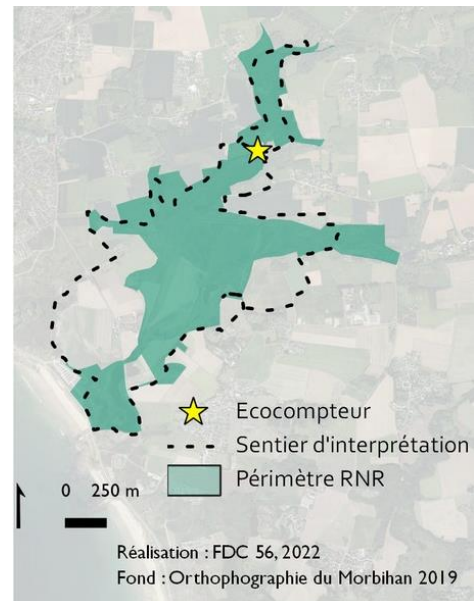 Ecocompteur
Sentier d'interprétation
Périmètre RNR
0 250 m
Réalisation : FDC 56, 2022
Fond : Orthophographie du Morbihan 2019